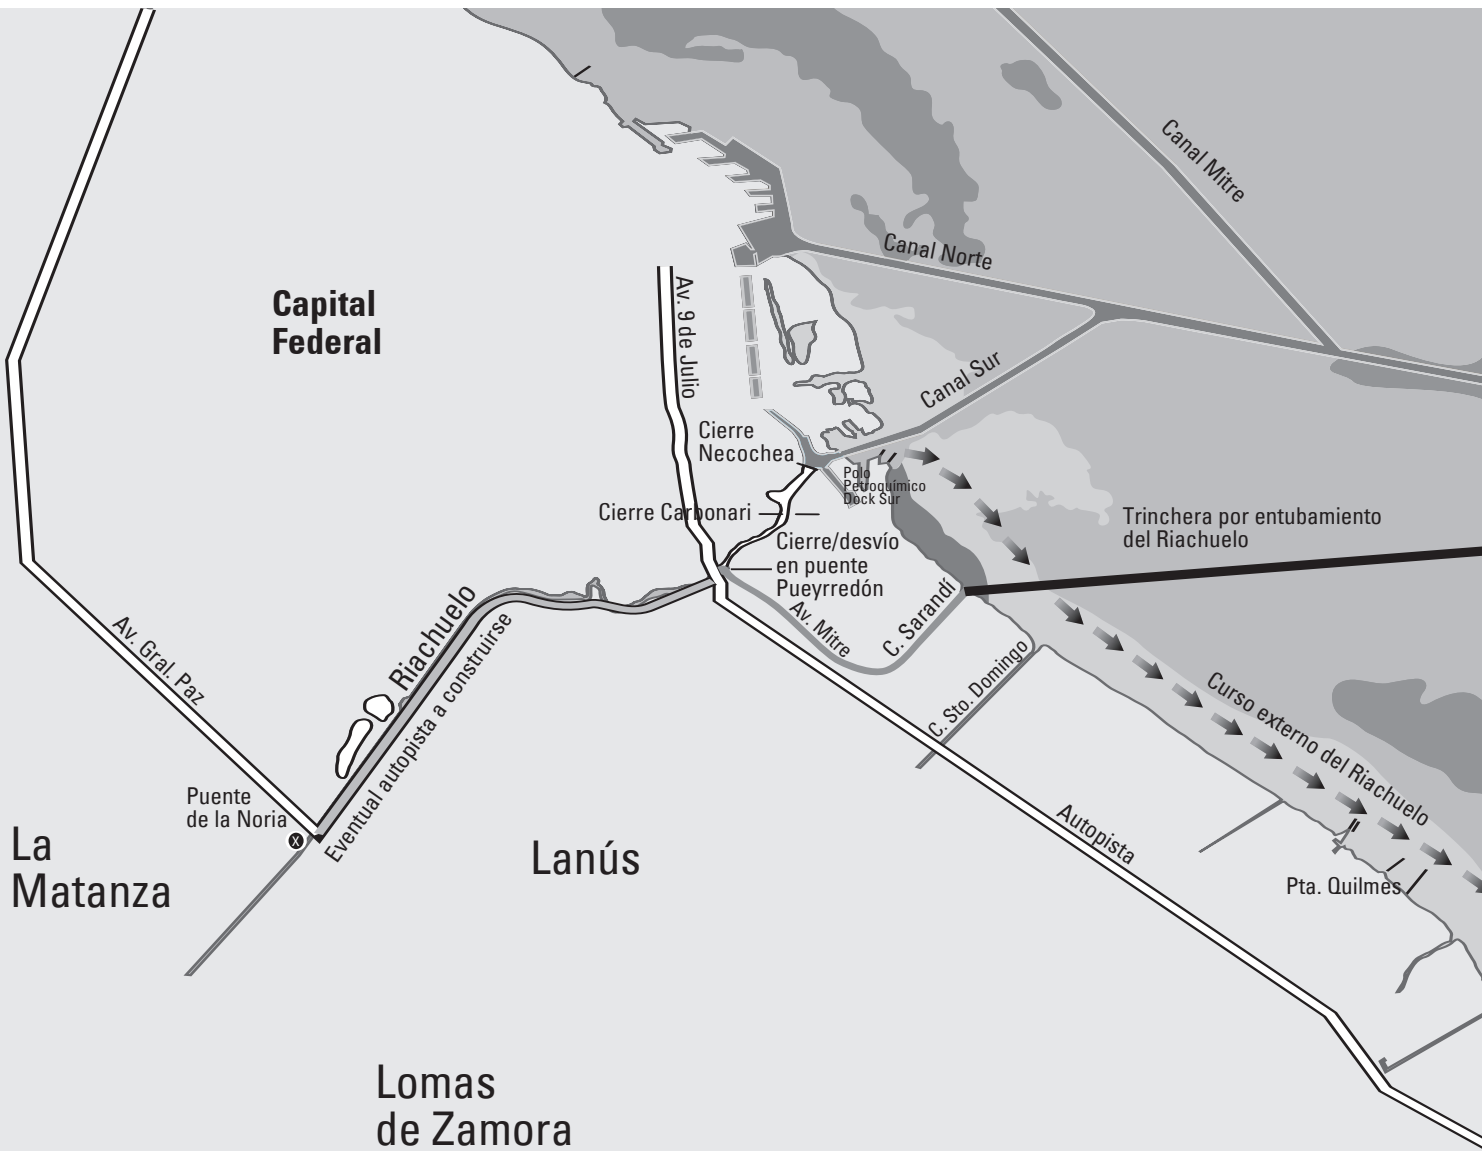 Canal Mitre
Canal Norte
Capital
Federal
Av. 9 de Julio
Canal Sur
Cierre
Necochea
Polo
Petroquímico
Dock Sur
Cierre Carbonari
Trinchera por entubamiento
del Riachuelo
Cierre/desvío
en puente
Pueyrredón
Riachuelo
Av. Mitre
C. Sarandí
Av. Gral. Paz
C. Sto. Domingo
Eventual autopista a construirse
Curso externo del Riachuelo
Puente
de la Noria
X
La
Matanza
Lanús
Autopista
Pta. Quilmes
Lomas
de Zamora